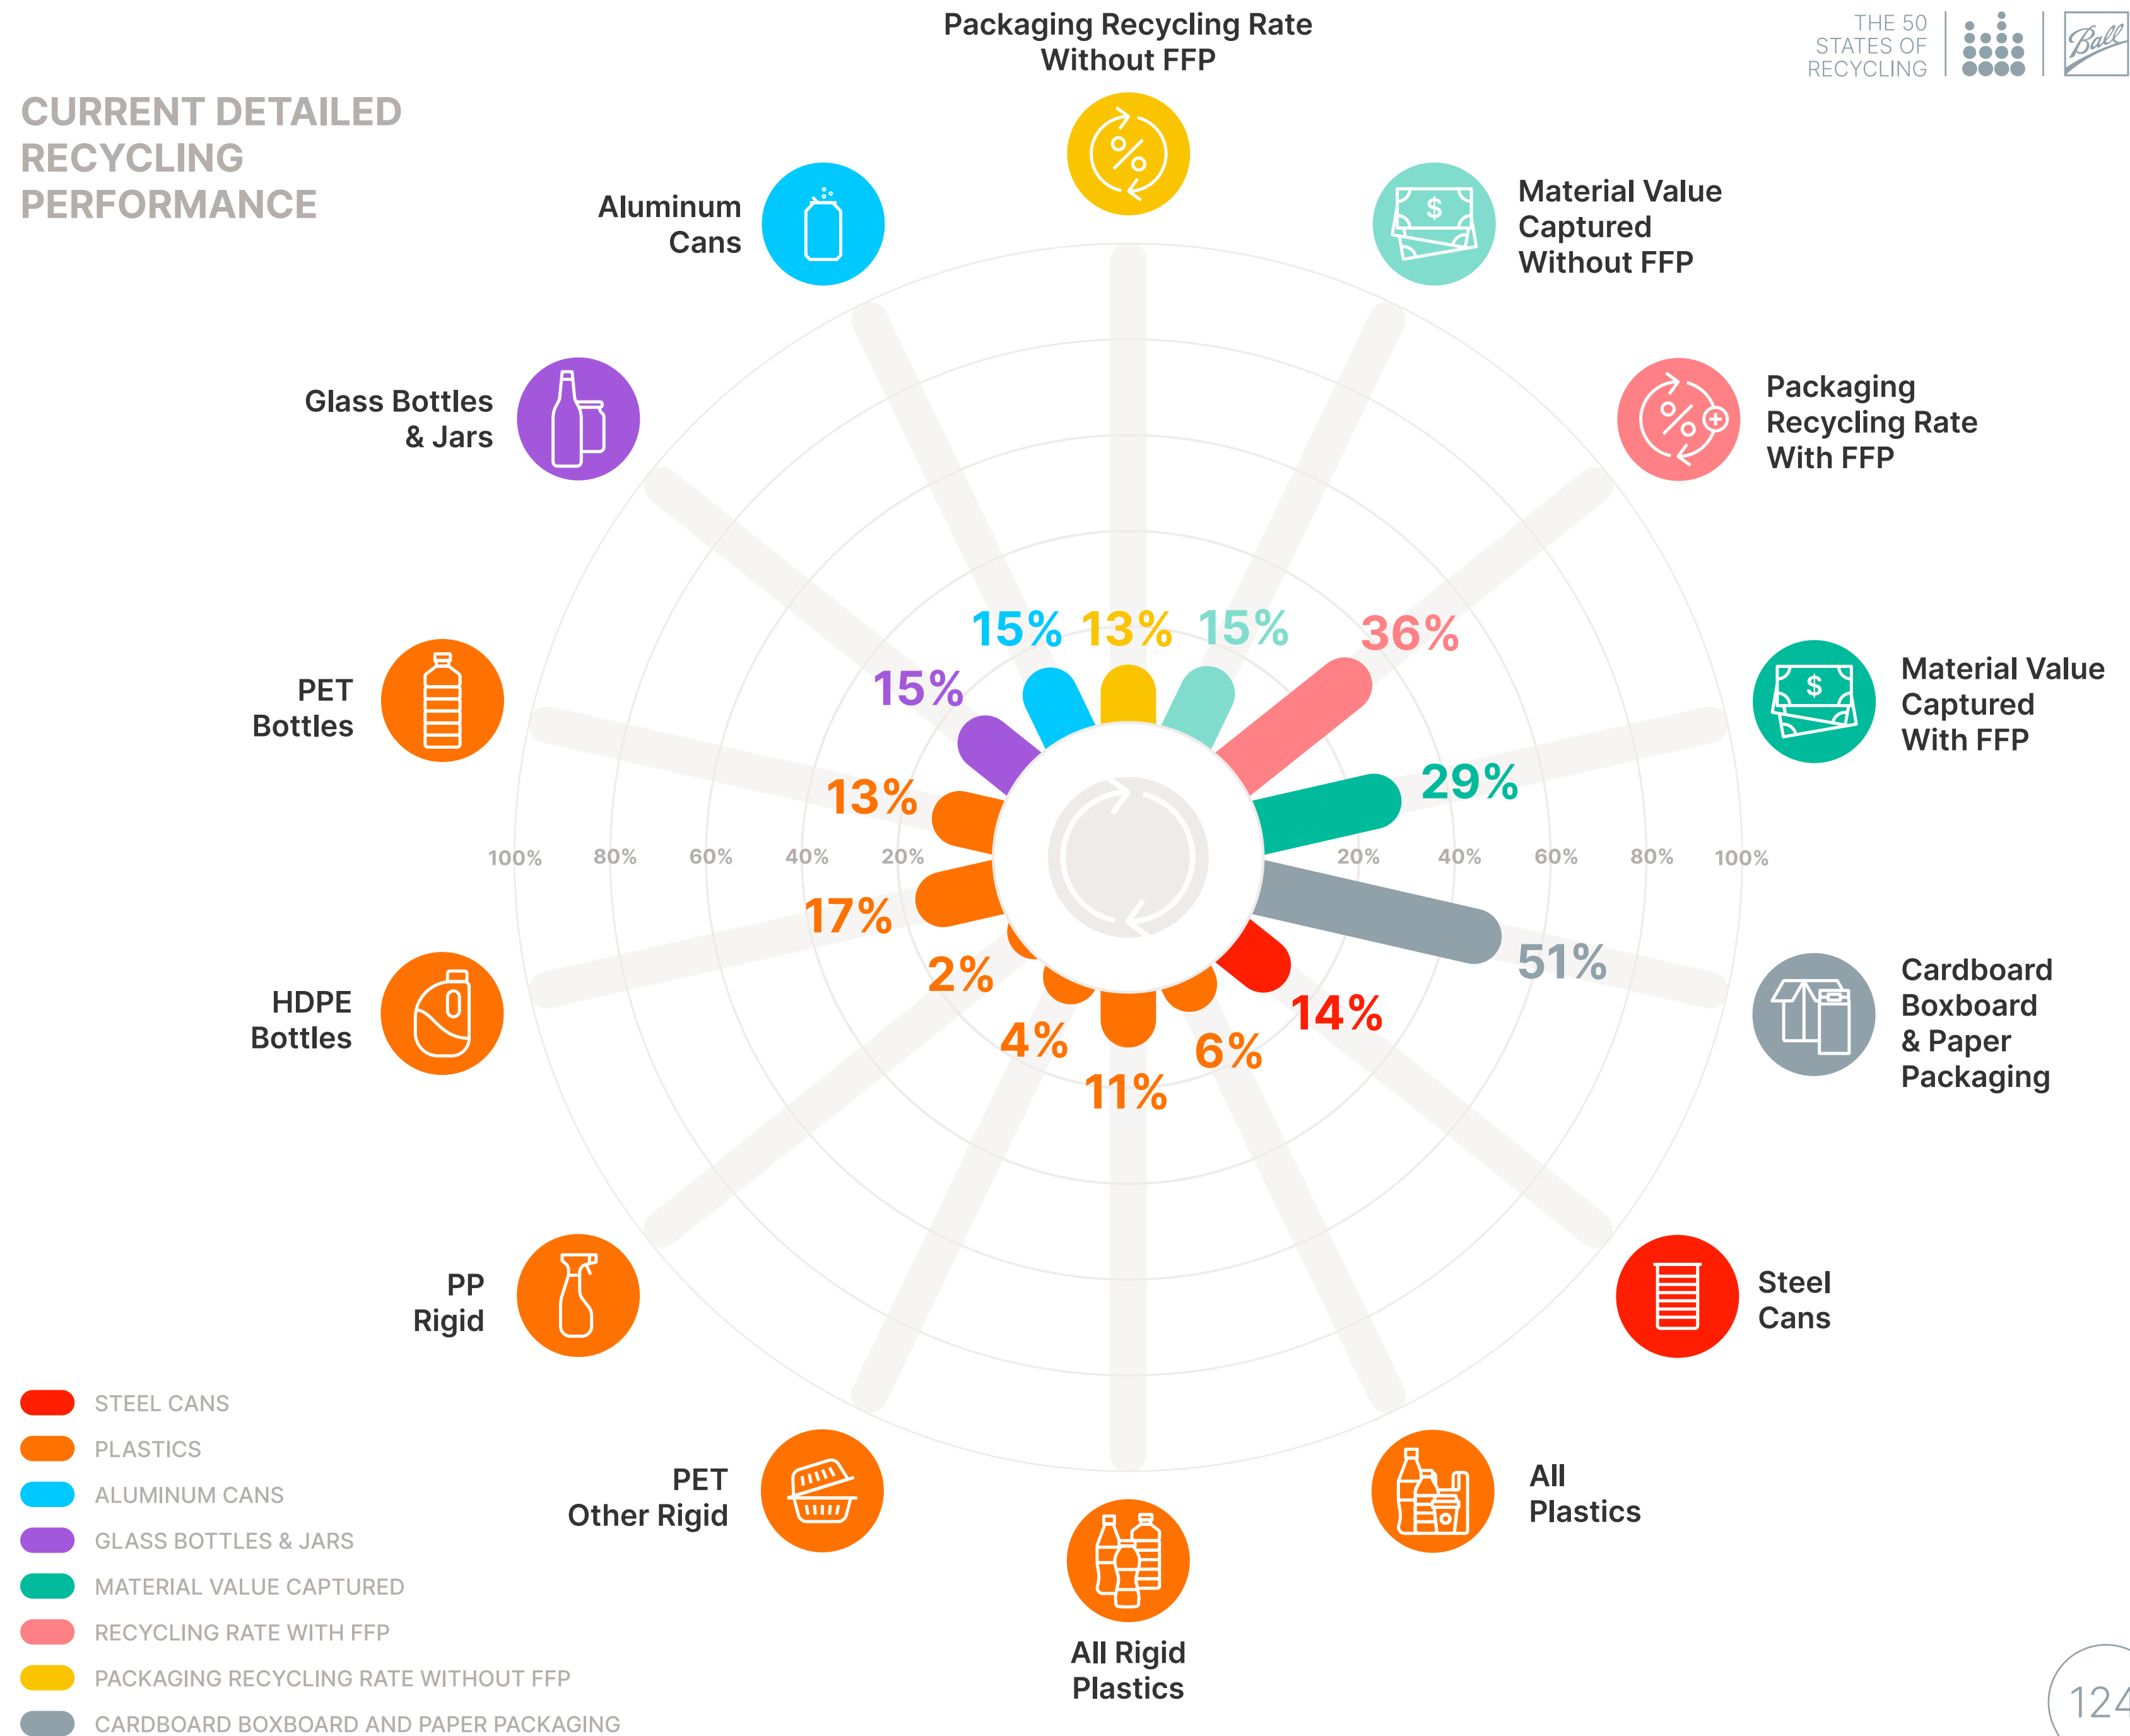 THE 50
STATES OF
RECYCLING
Ball
CURRENT DETAILED
RECYCLING
PERFORMANCE
Packaging Recycling Rate
Without FFP
Material Value
Captured
Without FFP
Packaging
Recycling Rate
With FFP
Material Value
Captured
With FFP
Cardboard
Boxboard
& Paper
Packaging
Steel
Cans
All
Plastics
All Rigid
Plastics
PET
Other Rigid
PP
Rigid
HDPE
Bottles
PET
Bottles
Glass Bottles
& Jars
Aluminum
Cans
15%
13%
15%
36%
15%
29%
13%
100%
80%
60%
40%
20%
20%
40%
60%
80%
100%
17%
51%
2%
14%
4%
6%
11%
STEEL CANS
PLASTICS
ALUMINUM CANS
GLASS BOTTLES & JARS
MATERIAL VALUE CAPTURED
RECYCLING RATE WITH FFP
PACKAGING RECYCLING RATE WITHOUT FFP
CARDBOARD BOXBOARD AND PAPER PACKAGING
124